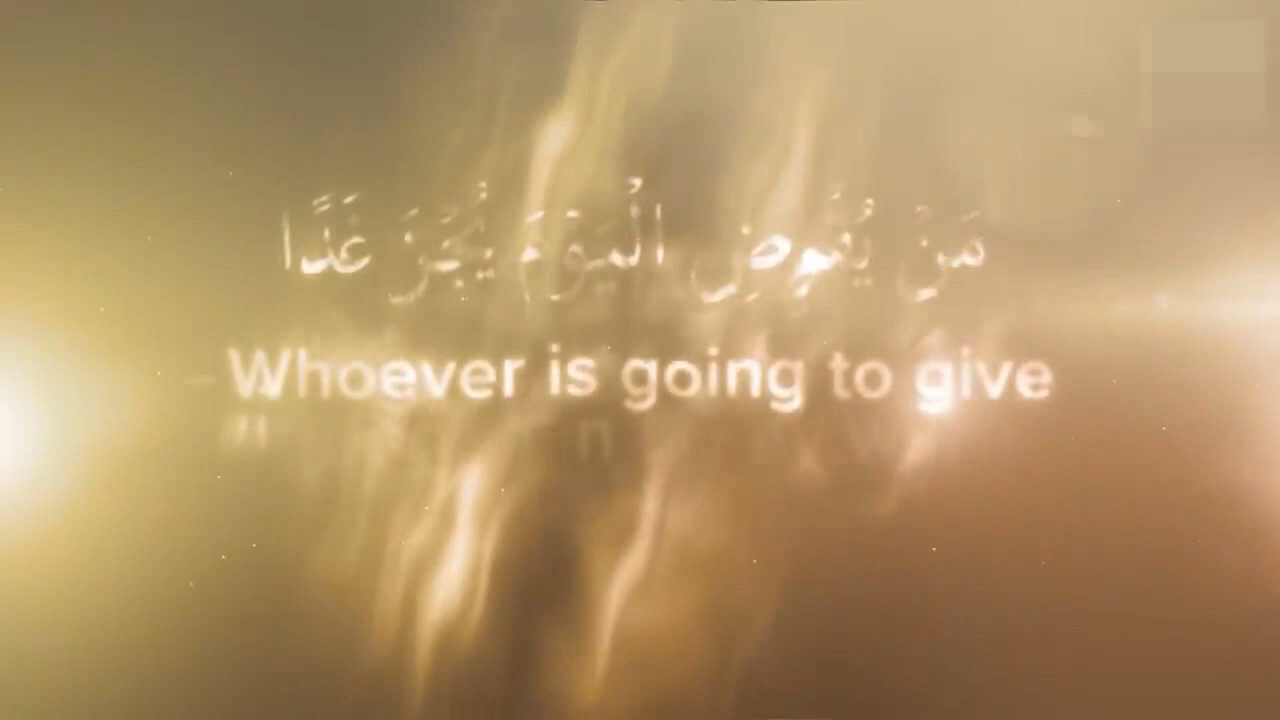 مَنْ الْيَوْمَ يُجْزَ غَدًا
Whoever is going to give